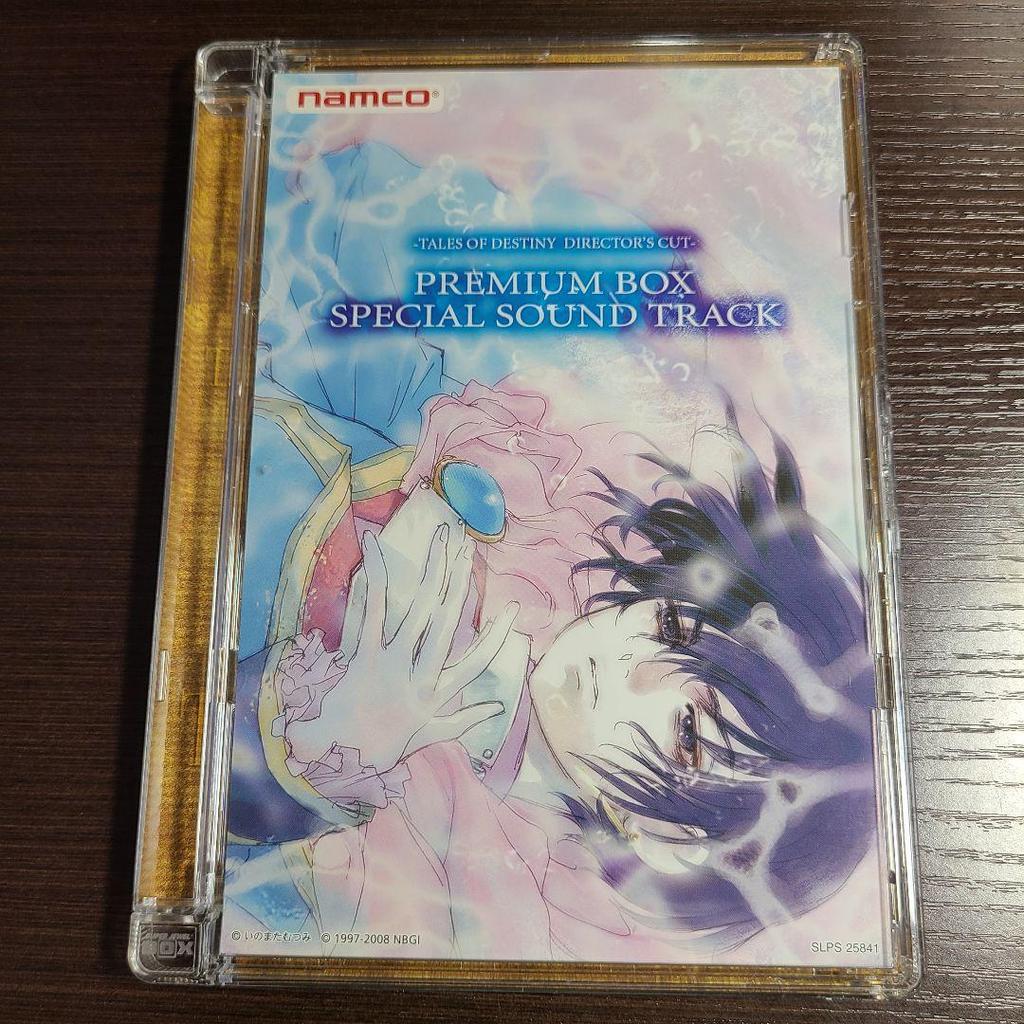 namco®
-TALES OF DESTINY DIRECTOR'S CUT-
PREMIUM BOX
SPECIAL SOUND TRACK
© いのまたむつみ © 1997-2008 NBGI
SLPS 25841
BOX